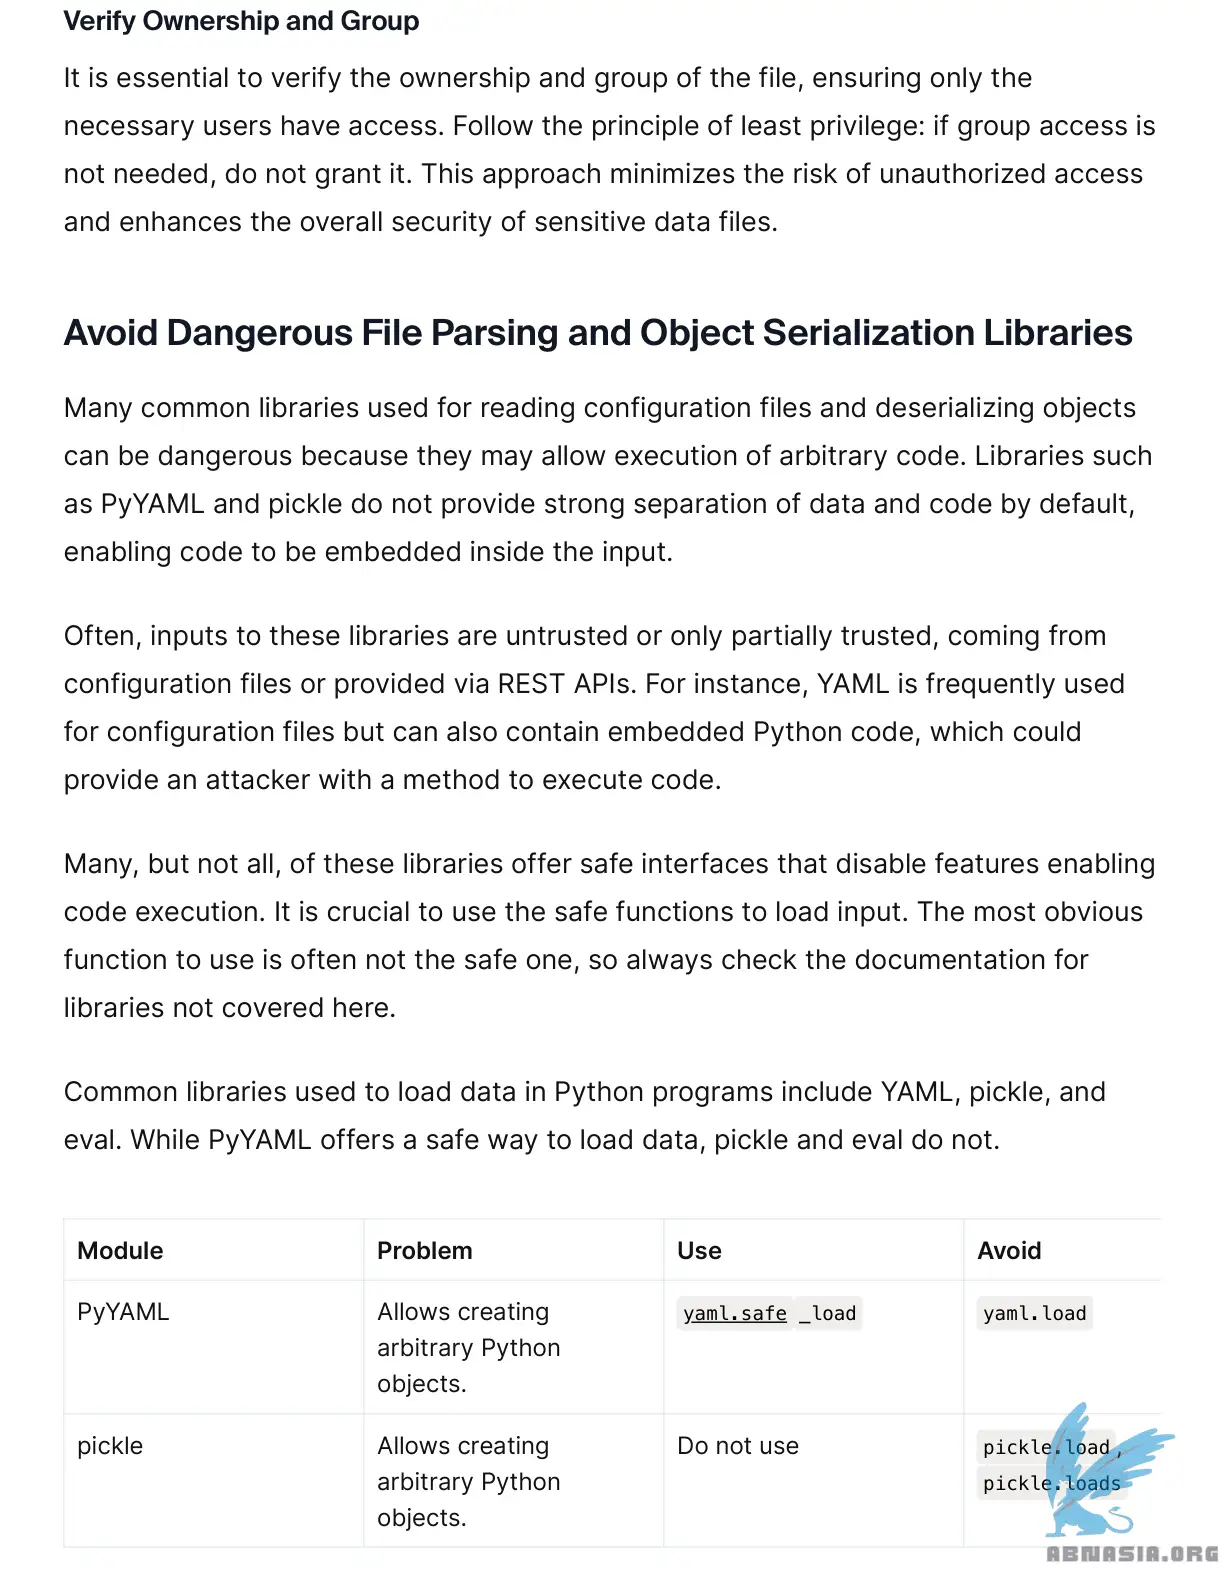 Verify Ownership and Group
It is essential to verify the ownership and group of the file, ensuring only the
necessary users have access. Follow the principle of least privilege: if group access is
not needed, do not grant it. This approach minimizes the risk of unauthorized access
and enhances the overall security of sensitive data files.
Avoid Dangerous File Parsing and Object Serialization Libraries
Many common libraries used for reading configuration files and deserializing objects
can be dangerous because they may allow execution of arbitrary code. Libraries such
as PyYAML and pickle do not provide strong separation of data and code by default,
enabling code to be embedded inside the input.
Often, inputs to these libraries are untrusted or only partially trusted, coming from
configuration files or provided via REST APIs. For instance, YAML is frequently used
for configuration files but can also contain embedded Python code, which could
provide an attacker with a method to execute code.
Many, but not all, of these libraries offer safe interfaces that disable features enabling
code execution. It is crucial to use the safe functions to load input. The most obvious
function to use is often not the safe one, so always check the documentation for
libraries not covered here.
Common libraries used to load data in Python programs include YAML, pickle, and
eval. While PyYAML offers a safe way to load data, pickle and eval do not.
Module Problem Use Avoid
PyYAML Allows creating yaml.safe _load yaml.load
arbitrary Python
objects.
pickle Allows creating Do not use pickle.load,
arbitrary Python pickle.loads
objects.
ABNASIA.ORG